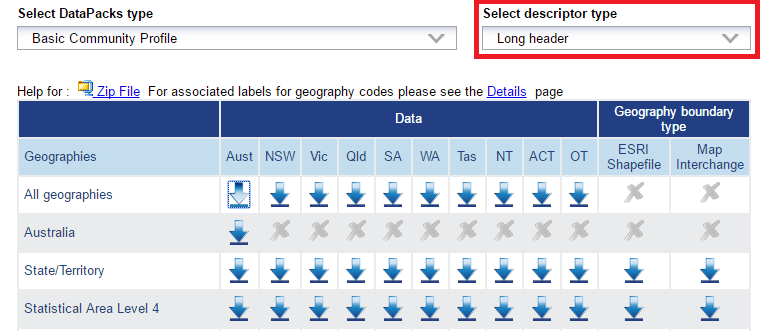 Select DataPacks type Select descriptor type
Basic Community Profile Long header
Help for : Zip File For associated labels for geography codes please see the Details page
Data Geography boundary type
Geographies Aust NSW Vic Qld SA WA Tas NT ACT OT ESRI Shapefile Map Interchange
All geographies
Australia
State/Territory
Statistical Area Level 4